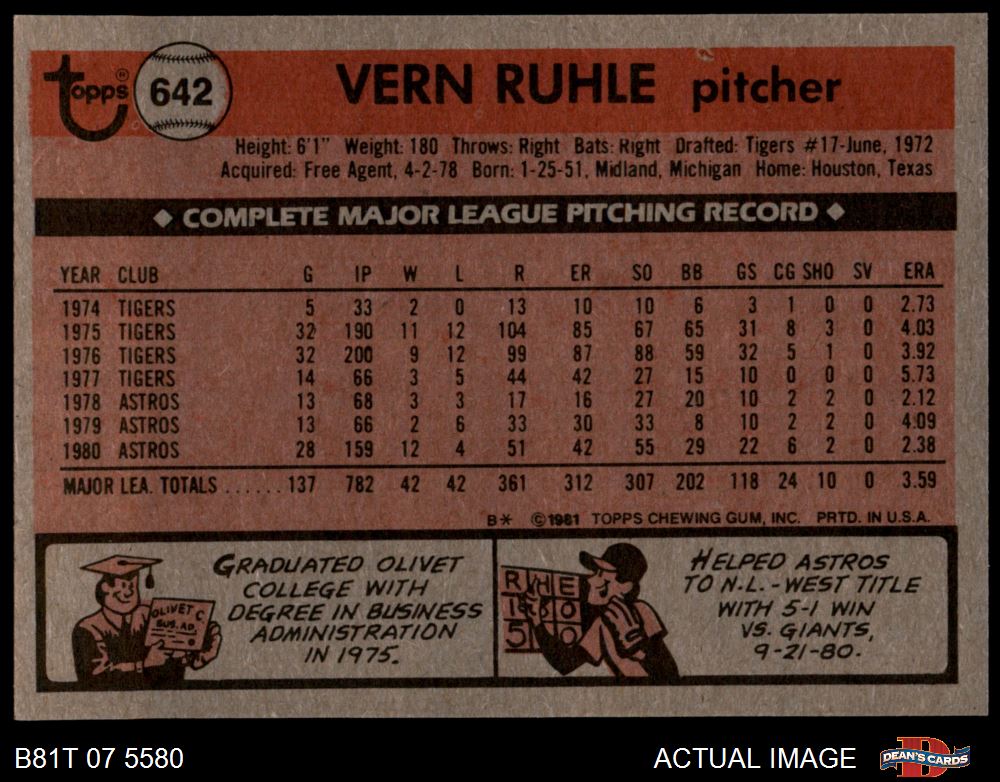 topps® 642 VERN RUHLE pitcher
Height: 6'1" Weight: 180 Throws: Right Bats: Right Drafted: Tigers #17-June, 1972
Acquired: Free Agent, 4-2-78 Born: 1-25-51, Midland, Michigan Home: Houston, Texas
◆ COMPLETE MAJOR LEAGUE PITCHING RECORD ◆
YEAR CLUB G IP W L R ER SO BB GS CG SHO SV ERA
1974 TIGERS 5 33 2 0 13 10 10 6 3 1 0 0 2.73
1975 TIGERS 32 190 11 12 104 85 67 65 31 8 3 0 4.03
1976 TIGERS 32 200 9 12 99 87 88 59 32 5 1 0 3.92
1977 TIGERS 14 66 3 5 44 42 27 15 10 0 0 0 5.73
1978 ASTROS 13 68 3 3 17 16 27 20 10 2 2 0 2.12
1979 ASTROS 13 66 2 6 33 30 33 8 10 2 2 0 4.09
1980 ASTROS 28 159 12 4 51 42 55 29 22 6 2 0 2.38
MAJOR LEA. TOTALS ...... 137 782 42 42 361 312 307 202 118 24 10 0 3.59
B* ©1981 TOPPS CHEWING GUM, INC. PRTD. IN U.S.A.
GRADUATED OLIVET
COLLEGE WITH
DEGREE IN BUSINESS
ADMINISTRATION
IN 1975.
OLIVET C
BUS. AD.
R H E
5
HELPED ASTROS
TO N.L.-WEST TITLE
WITH 5-1 WIN
VS. GIANTS,
9-21-80.
B81T 07 5580
ACTUAL IMAGE
D
DEAN'S CARDS